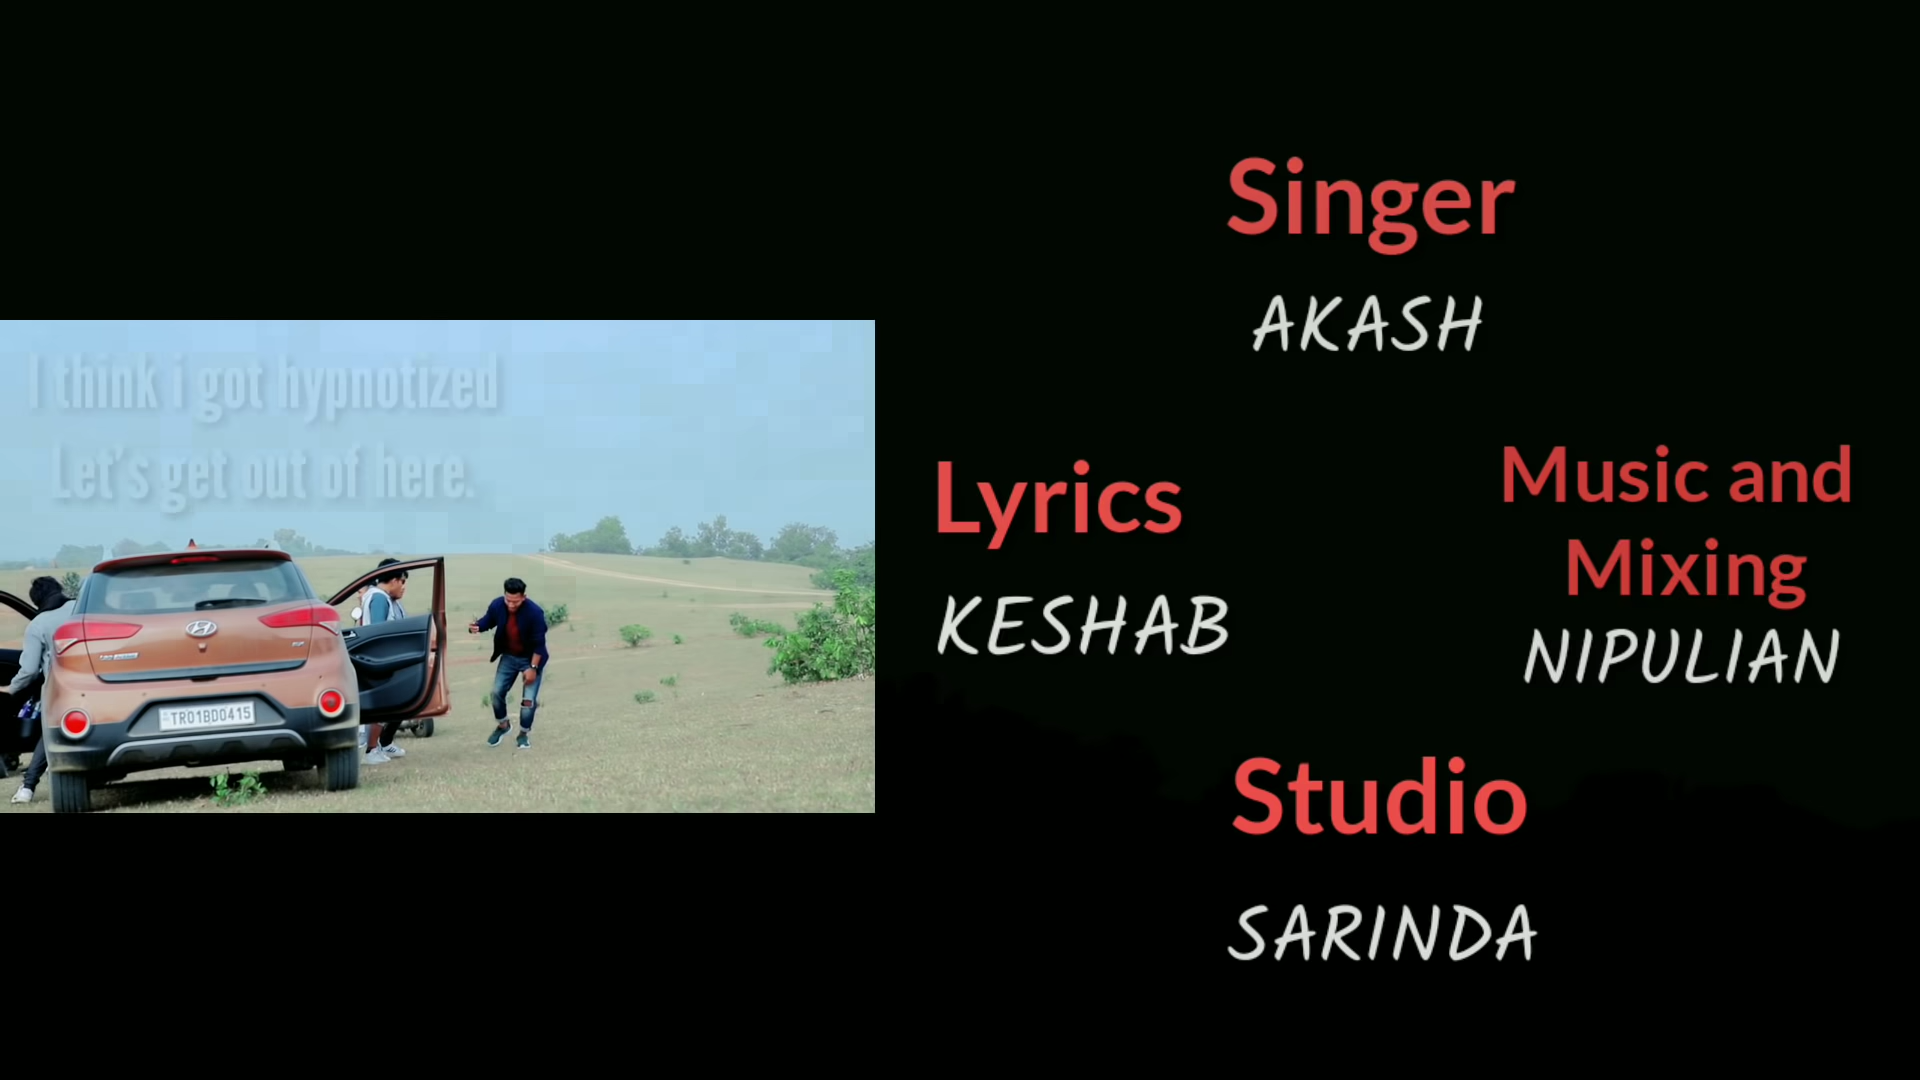 I think i got hypnotized
Let's get out of here.
TR01BD0415
Singer
AKASH
Lyrics
KESHAB
Music and
Mixing
NIPULIAN
Studio
SARINDA